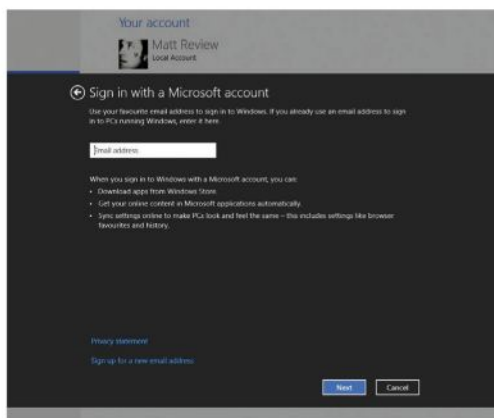 Your account
Matt Review
Local Account
Sign in with a Microsoft account
Use your favourite email address to sign in to Windows. If you already use an email address to sign
in to PCs running Windows, enter it here.
Email address
When you sign in to Windows with a Microsoft account, you can:
• Download apps from Windows Store.
• Get your online content in Microsoft applications automatically.
• Sync settings online to make PCs look and feel the same – this includes settings like browser
favourites and history.
Privacy statement
Sign up for a new email address
Next
Cancel